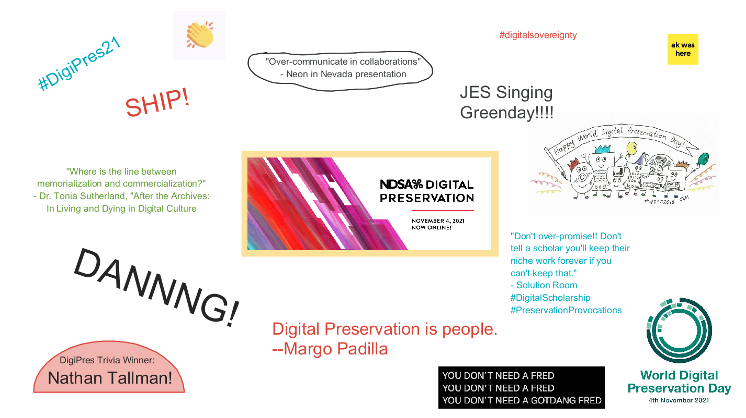 #DigiPres21
#digitalsovereignty
ak was
here
"Over-communicate in collaborations"
- Neon in Nevada presentation
SHIP!
JES Singing
Greenday!!!!
Happy World Digital Preservation Day!
"Where is the line between
memorialization and commercialization?"
- Dr. Tonia Sutherland, "After the Archives:
In Living and Dying in Digital Culture
NDSA DIGITAL
PRESERVATION
NOVEMBER 4, 2021
NOW ONLINE!
"Don't over-promise!! Don't
tell a scholar you'll keep their
niche work forever if you
can't keep that."
- Solution Room
#DigitalScholarship
#PreservationProvocations
DANNNG!
Digital Preservation is people.
--Margo Padilla
DigiPres Trivia Winner:
Nathan Tallman!
YOU DON'T NEED A FRED
YOU DON'T NEED A FRED
YOU DON'T NEED A GOTDANG FRED
World Digital
Preservation Day
4th November 2021